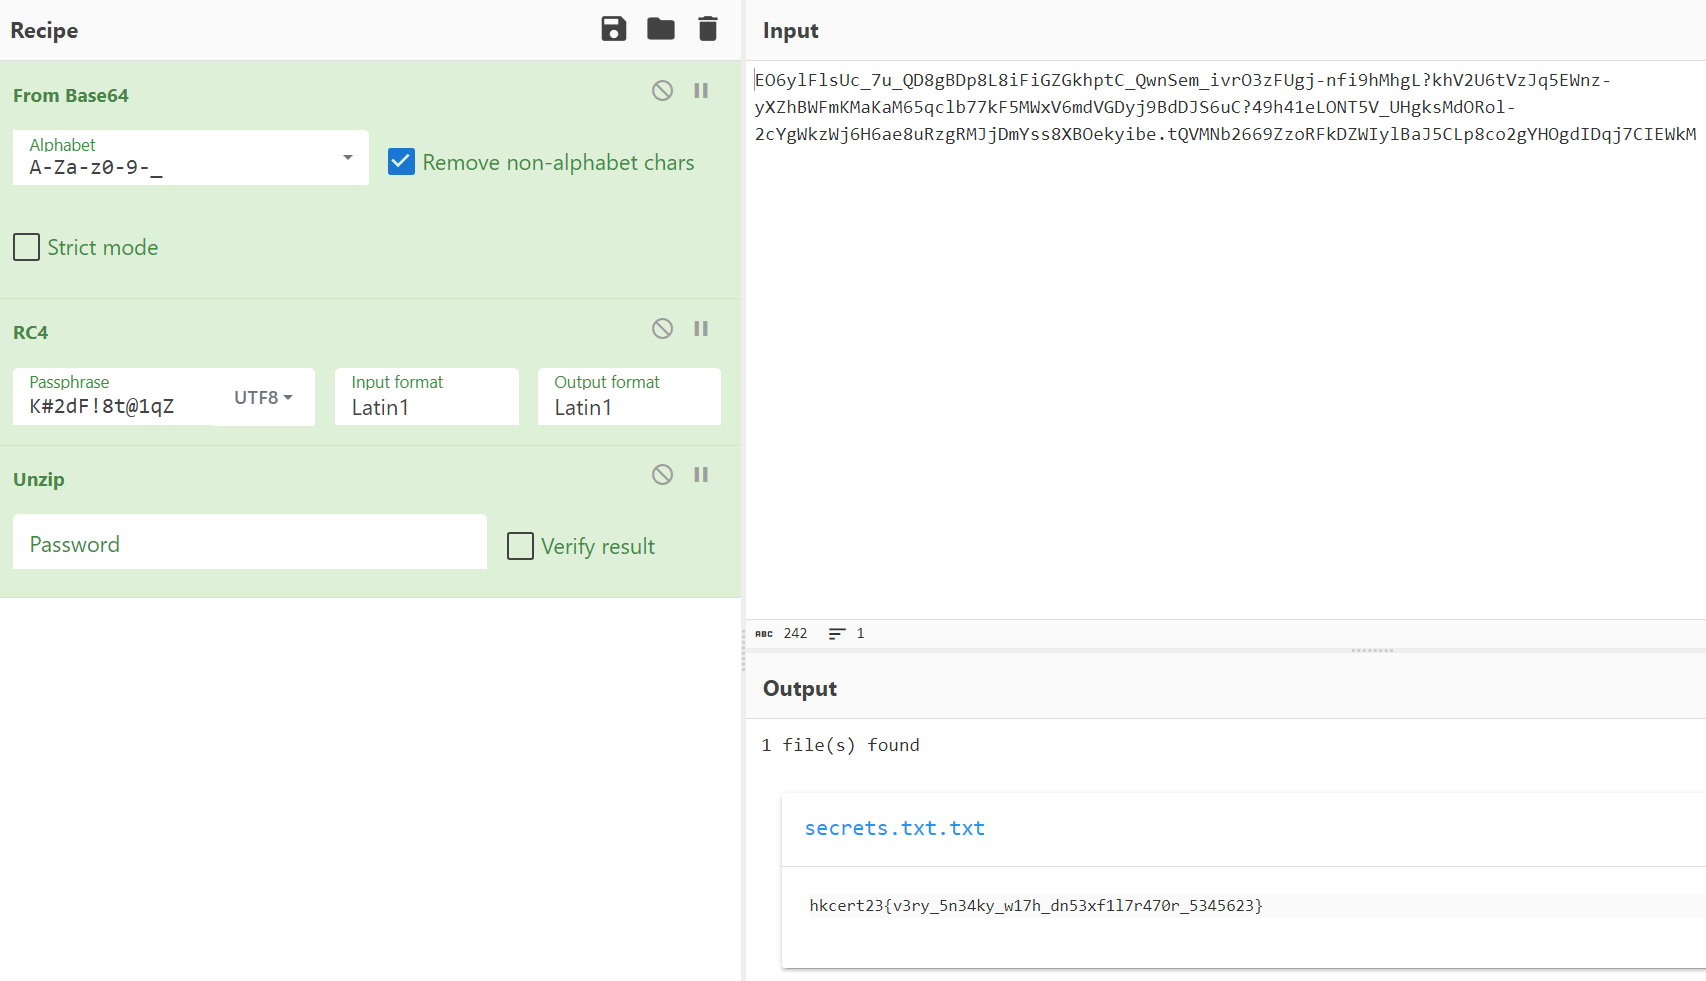 Recipe
From Base64
Alphabet
A-Za-z0-9-_
Remove non-alphabet chars
Strict mode
RC4
Passphrase
K#2dF!8t@1qZ
UTF8
Input format
Latin1
Output format
Latin1
Unzip
Password
Verify result
Input
EO6ylFlsUc_7u_QD8gBDp8L8iFiGZGkhptC_QwnSem_ivrO3zFUgj-nfi9hMhgL?khV2U6tVzJq5EWnz-
yXZhBWFmKMaKaM65qclb77kF5MWxV6mdVGDyj9BdDJS6uC?49h41eLONT5V_UHgksMdORol-
2cYgWkzWj6H6ae8uRzgRMJjDmYss8XBOekyibe.tQVMNb2669ZzoRFkDZWIylBaJ5CLp8co2gYHOgdIDqj7CIEWkM
ABC 242 1
Output
1 file(s) found
secrets.txt.txt
hkcert23{v3ry_5n34ky_w17h_dn53xf1l7r470r_5345623}